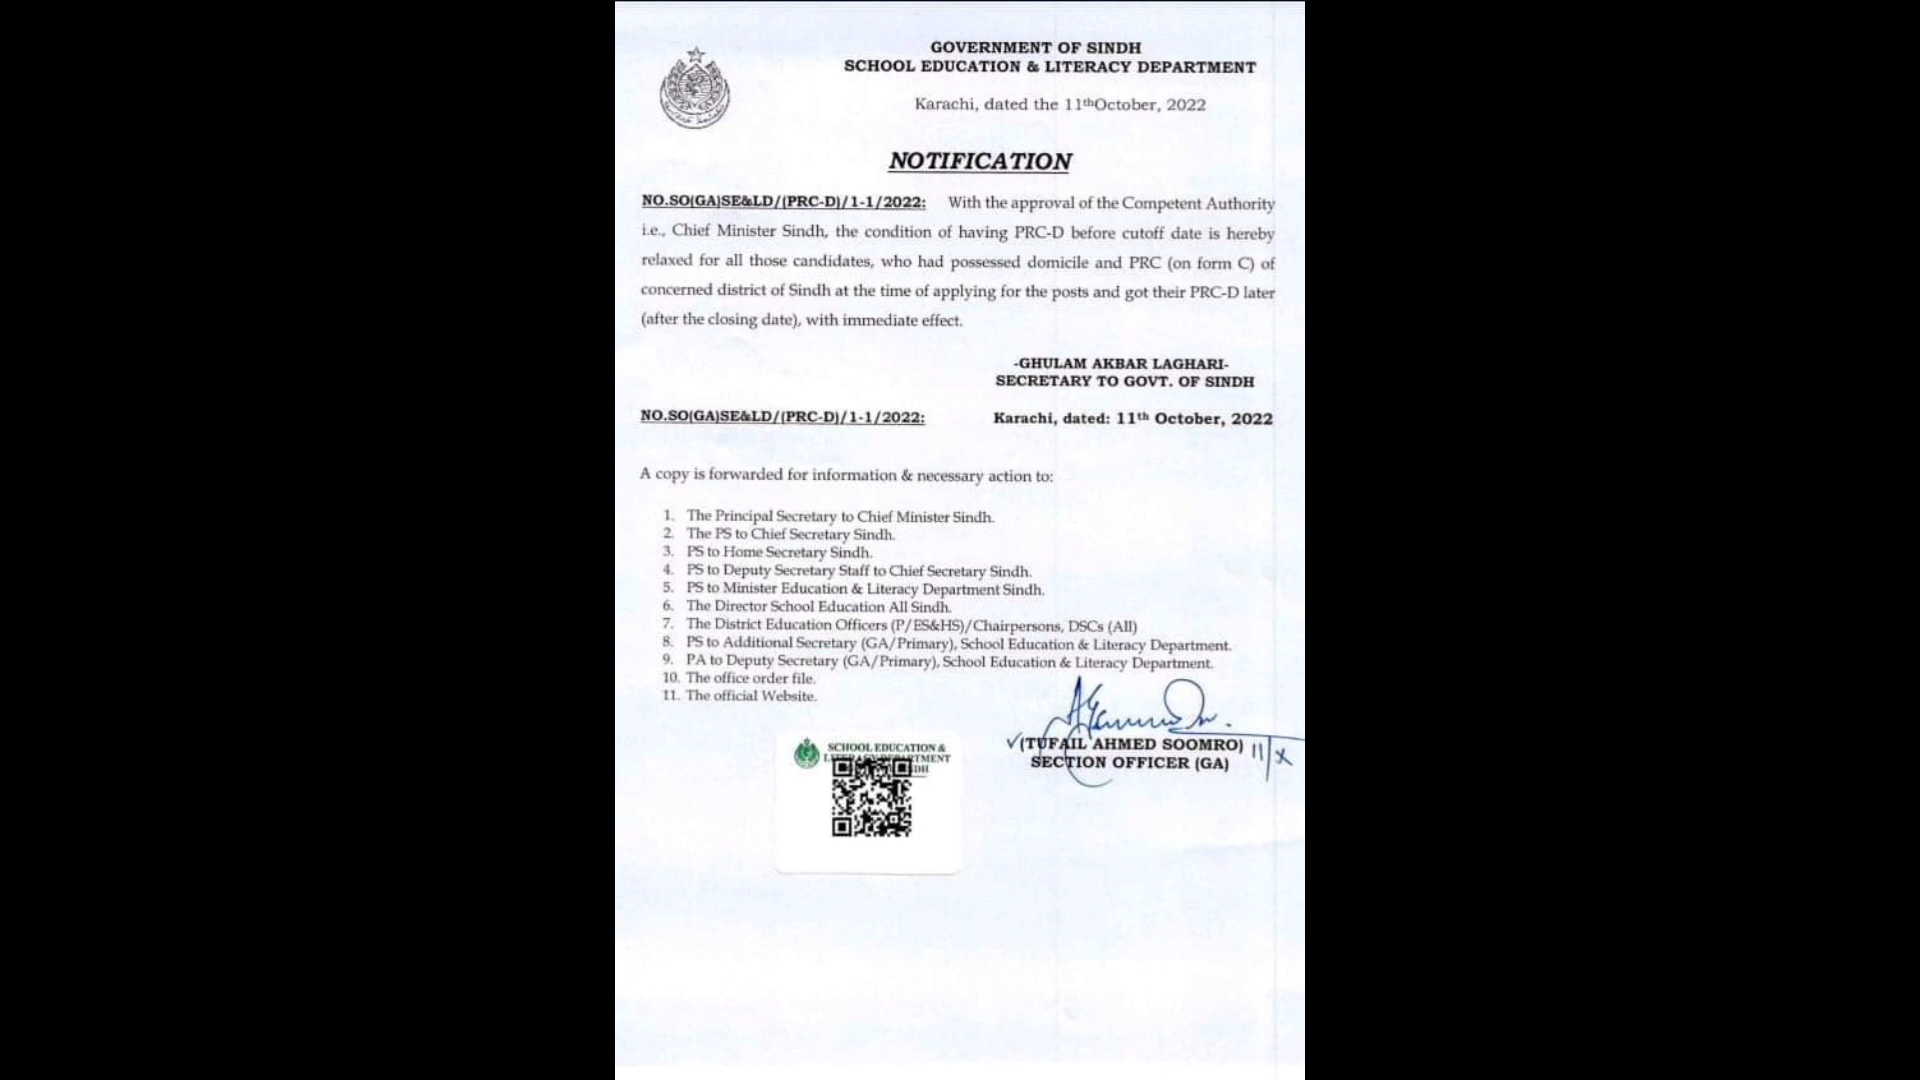 GOVERNMENT OF SINDH
SCHOOL EDUCATION & LITERACY DEPARTMENT
Karachi, dated the 11thOctober, 2022
NOTIFICATION
NO.SO(GA)SE&LD/(PRC-D)/1-1/2022: With the approval of the Competent Authority
i.e., Chief Minister Sindh, the condition of having PRC-D before cutoff date is hereby
relaxed for all those candidates, who had possessed domicile and PRC (on form C) of
concerned district of Sindh at the time of applying for the posts and got their PRC-D later
(after the closing date), with immediate effect.
-GHULAM AKBAR LAGHARI-
SECRETARY TO GOVT. OF SINDH
NO.SO(GA)SE&LD/(PRC-D)/1-1/2022: Karachi, dated: 11th October, 2022
A copy is forwarded for information & necessary action to:
1. The Principal Secretary to Chief Minister Sindh.
2. The PS to Chief Secretary Sindh.
3. PS to Home Secretary Sindh.
4. PS to Deputy Secretary Staff to Chief Secretary Sindh.
5. PS to Minister Education & Literacy Department Sindh.
6. The Director School Education All Sindh.
7. The District Education Officers (P/ES&HS)/Chairpersons, DSCs (All)
8. PS to Additional Secretary (GA/Primary), School Education & Literacy Department.
9. PA to Deputy Secretary (GA/Primary), School Education & Literacy Department.
10. The office order file.
11. The official Website.
(TUFAIL AHMED SOOMRO) 11/X
SECTION OFFICER (GA)
SCHOOL EDUCATION &